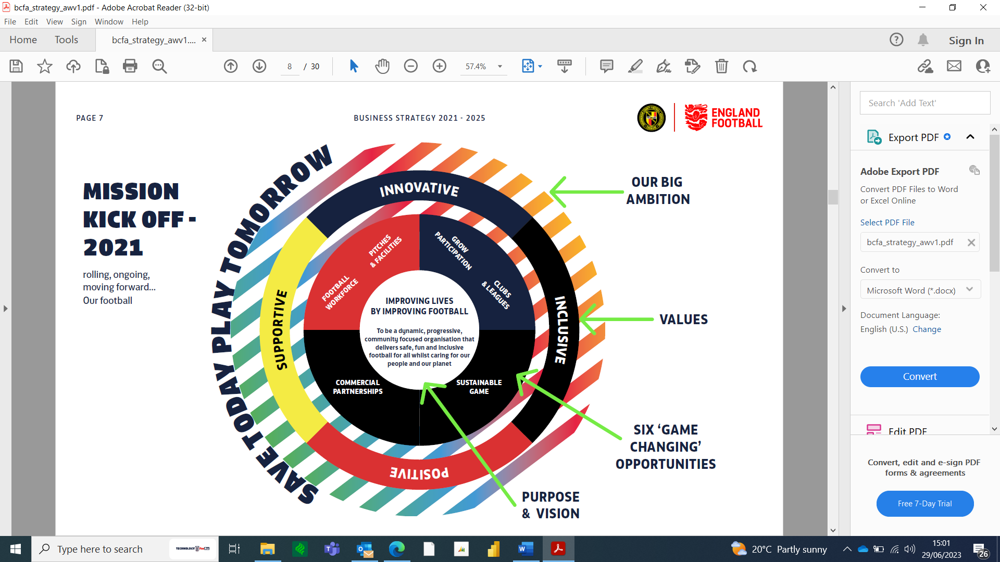 bcfa_strategy_awv1.pdf - Adobe Acrobat Reader (32-bit)
File Edit View Sign Window Help
Home Tools bcfa_strategy_awv1.... × Sign In
8 / 30 57.4%
PAGE 7
BUSINESS STRATEGY 2021 - 2025
ENGLAND
FOOTBALL
MISSION
KICK OFF -
2021
rolling, ongoing,
moving forward...
Our football
SAVE TODAY PLAY TOMORROW
INNOVATIVE
INCLUSIVE
POSITIVE
SUPPORTIVE
PITCHES
& FACILITIES
GROW
PARTICIPATION
FOOTBALL
WORKFORCE
CLUBS
& LEAGUES
IMPROVING LIVES
BY IMPROVING FOOTBALL
To be a dynamic, progressive,
community focused organisation that
delivers safe, fun and inclusive
football for all whilst caring for our
people and our planet
COMMERCIAL
PARTNERSHIPS
SUSTAINABLE
GAME
OUR BIG
AMBITION
VALUES
SIX ‘GAME
CHANGING’
OPPORTUNITIES
PURPOSE
& VISION
Search 'Add Text'
Export PDF
Adobe Export PDF
Convert PDF Files to Word
or Excel Online
Select PDF File
bcfa_strategy_awv1.pdf
Convert to
Microsoft Word (*.docx)
Document Language:
English (U.S.) Change
Convert
Edit PDF
Convert, edit and e-sign PDF
forms & agreements
Free 7-Day Trial
Type here to search
TECHNOLOGY For ALL
20°C Partly sunny
15:01
29/06/2023
26